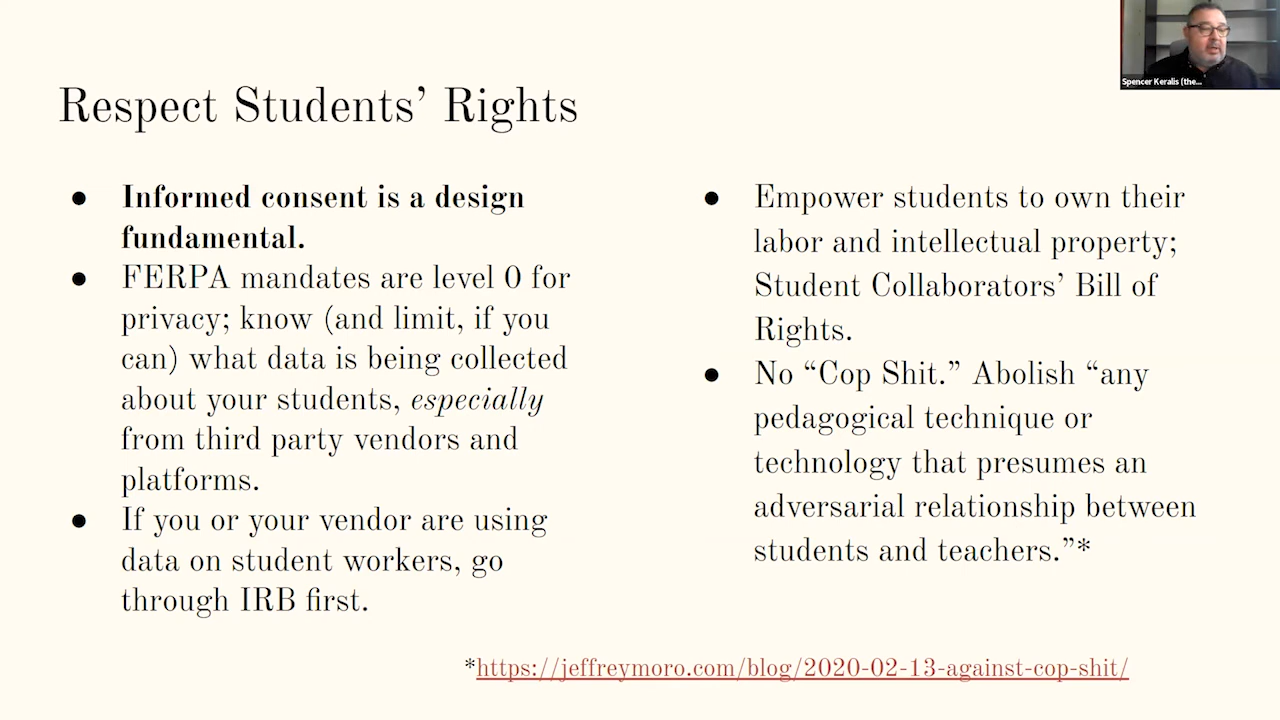 Spencer Keralis (the...
Respect Students’ Rights
● Informed consent is a design
fundamental.
● FERPA mandates are level 0 for
privacy; know (and limit, if you
can) what data is being collected
about your students, especially
from third party vendors and
platforms.
● If you or your vendor are using
data on student workers, go
through IRB first.
● Empower students to own their
labor and intellectual property;
Student Collaborators’ Bill of
Rights.
● No “Cop Shit.” Abolish “any
pedagogical technique or
technology that presumes an
adversarial relationship between
students and teachers.”*
*https://jeffreymoro.com/blog/2020-02-13-against-cop-shit/